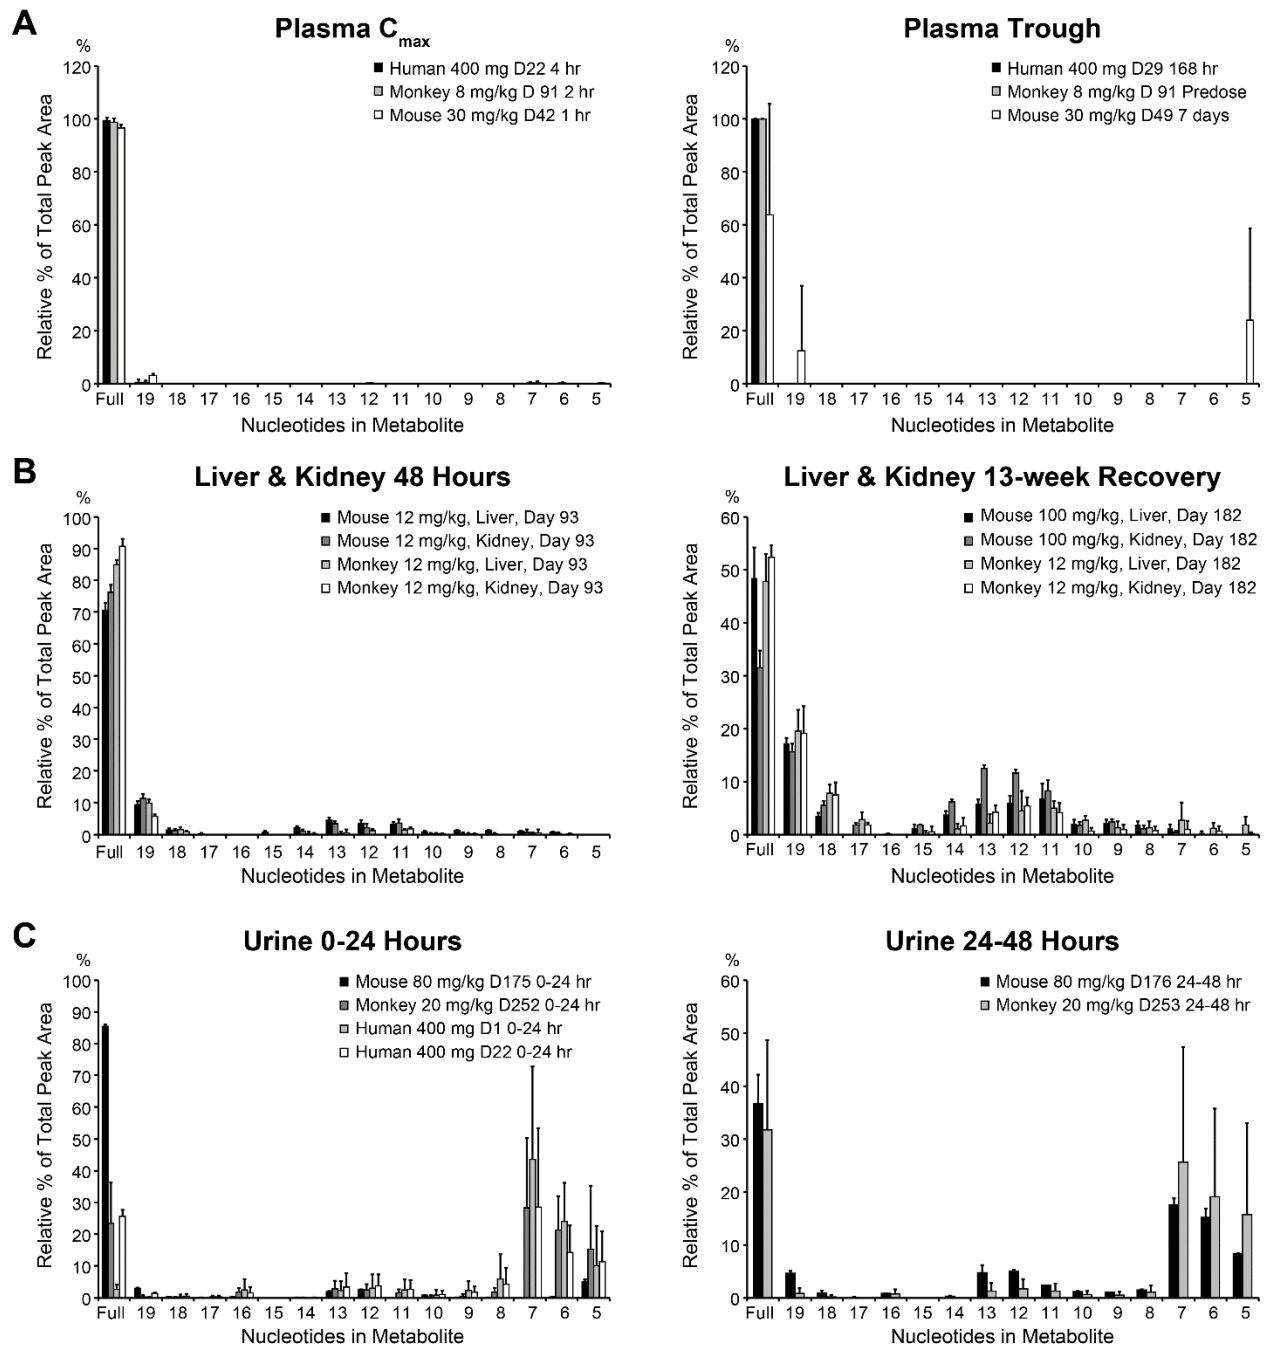 A
Plasma Cmax
%
Human 400 mg D22 4 hr
Monkey 8 mg/kg D 91 2 hr
Mouse 30 mg/kg D42 1 hr
Relative % of Total Peak Area
120
100
80
60
40
20
0
Full 19 18 17 16 15 14 13 12 11 10 9 8 7 6 5
Nucleotides in Metabolite
Plasma Trough
%
Human 400 mg D29 168 hr
Monkey 8 mg/kg D 91 Predose
Mouse 30 mg/kg D49 7 days
Relative % of Total Peak Area
120
100
80
60
40
20
0
Full 19 18 17 16 15 14 13 12 11 10 9 8 7 6 5
Nucleotides in Metabolite
B
Liver & Kidney 48 Hours
%
Mouse 12 mg/kg, Liver, Day 93
Mouse 12 mg/kg, Kidney, Day 93
Monkey 12 mg/kg, Liver, Day 93
Monkey 12 mg/kg, Kidney, Day 93
Relative % of Total Peak Area
100
90
80
70
60
50
40
30
20
10
0
Full 19 18 17 16 15 14 13 12 11 10 9 8 7 6 5
Nucleotides in Metabolite
Liver & Kidney 13-week Recovery
%
Mouse 100 mg/kg, Liver, Day 182
Mouse 100 mg/kg, Kidney, Day 182
Monkey 12 mg/kg, Liver, Day 182
Monkey 12 mg/kg, Kidney, Day 182
Relative % of Total Peak Area
60
50
40
30
20
10
0
Full 19 18 17 16 15 14 13 12 11 10 9 8 7 6 5
Nucleotides in Metabolite
C
Urine 0-24 Hours
%
Mouse 80 mg/kg D175 0-24 hr
Monkey 20 mg/kg D252 0-24 hr
Human 400 mg D1 0-24 hr
Human 400 mg D22 0-24 hr
Relative % of Total Peak Area
100
90
80
70
60
50
40
30
20
10
0
Full 19 18 17 16 15 14 13 12 11 10 9 8 7 6 5
Nucleotides in Metabolite
Urine 24-48 Hours
%
Mouse 80 mg/kg D176 24-48 hr
Monkey 20 mg/kg D253 24-48 hr
Relative % of Total Peak Area
60
50
40
30
20
10
0
Full 19 18 17 16 15 14 13 12 11 10 9 8 7 6 5
Nucleotides in Metabolite